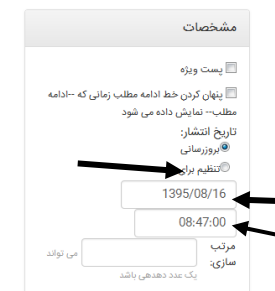 مشخصات
پست ویژه
پنهان کردن خط ادامه مطلب زمانی که --ادامه
مطلب-- نمایش داده می شود
تاریخ انتشار:
بروزرسانی
تنظیم برای
1395/08/16
08:47:00
مرتب
سازی:
می تواند
یک عدد دهدهی باشد